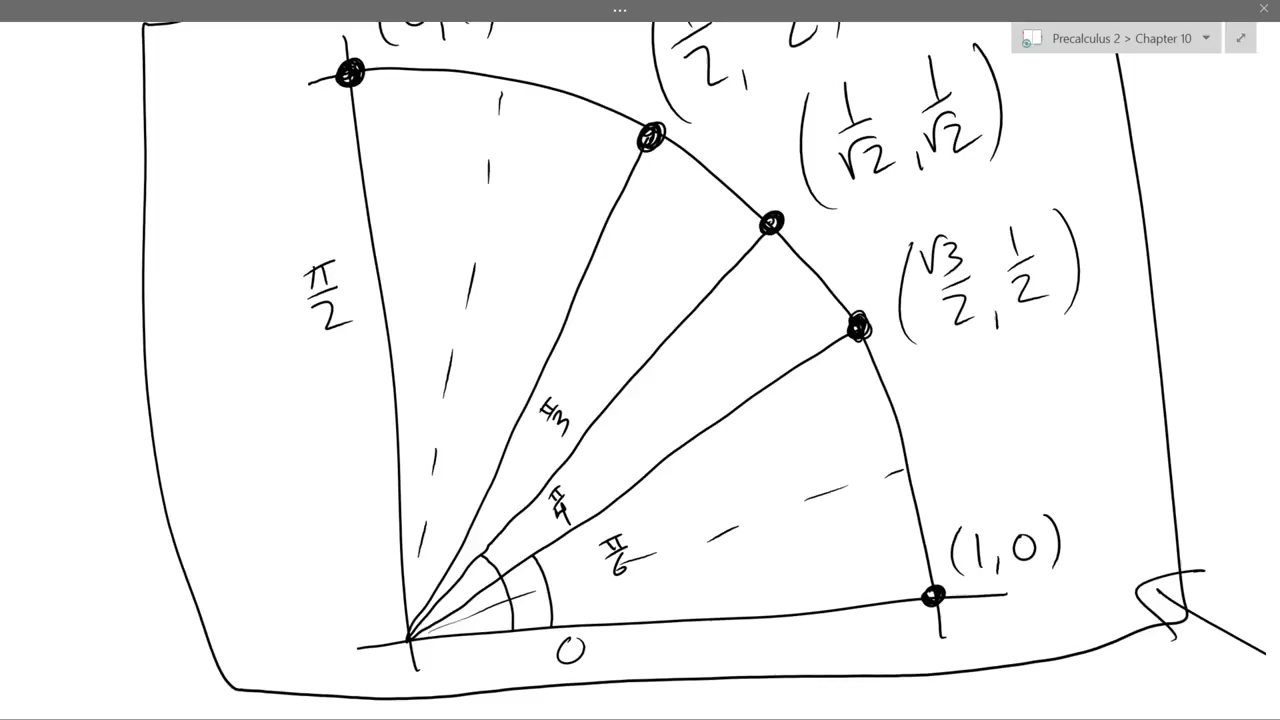 Precalculus 2 > Chapter 10
(1/√2, 1/√2)
(√3/2, 1/2)
π/2
π/3
π/4
π/6
(1, 0)
0